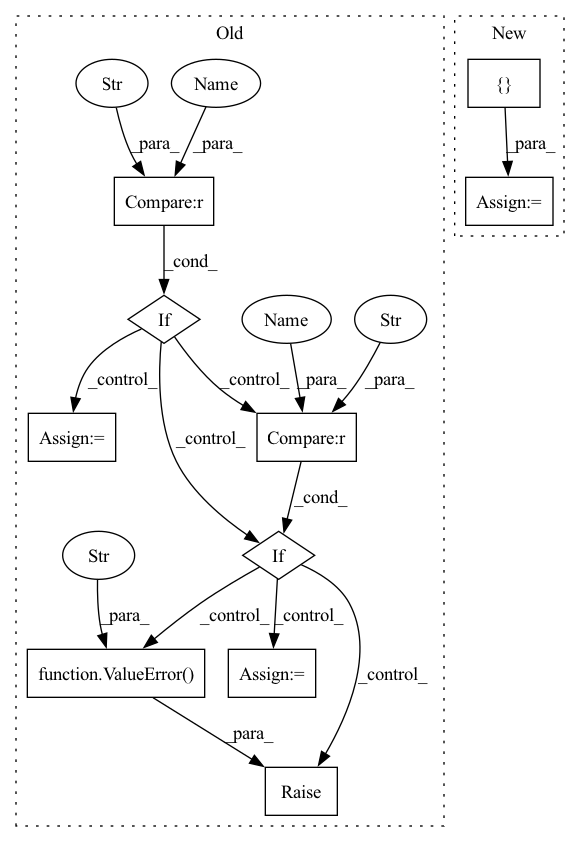 Old
New
Str
Name
{}
_para_
_para_
_para_
Compare:r
Assign:=
_cond_
If
Name
Str
_control_
_control_
_para_
_para_
Assign:=
_control_
Compare:r
_cond_
Str
If
_para_
_control_
_control_
function.ValueError()
Assign:=
_control_
_para_
Raise